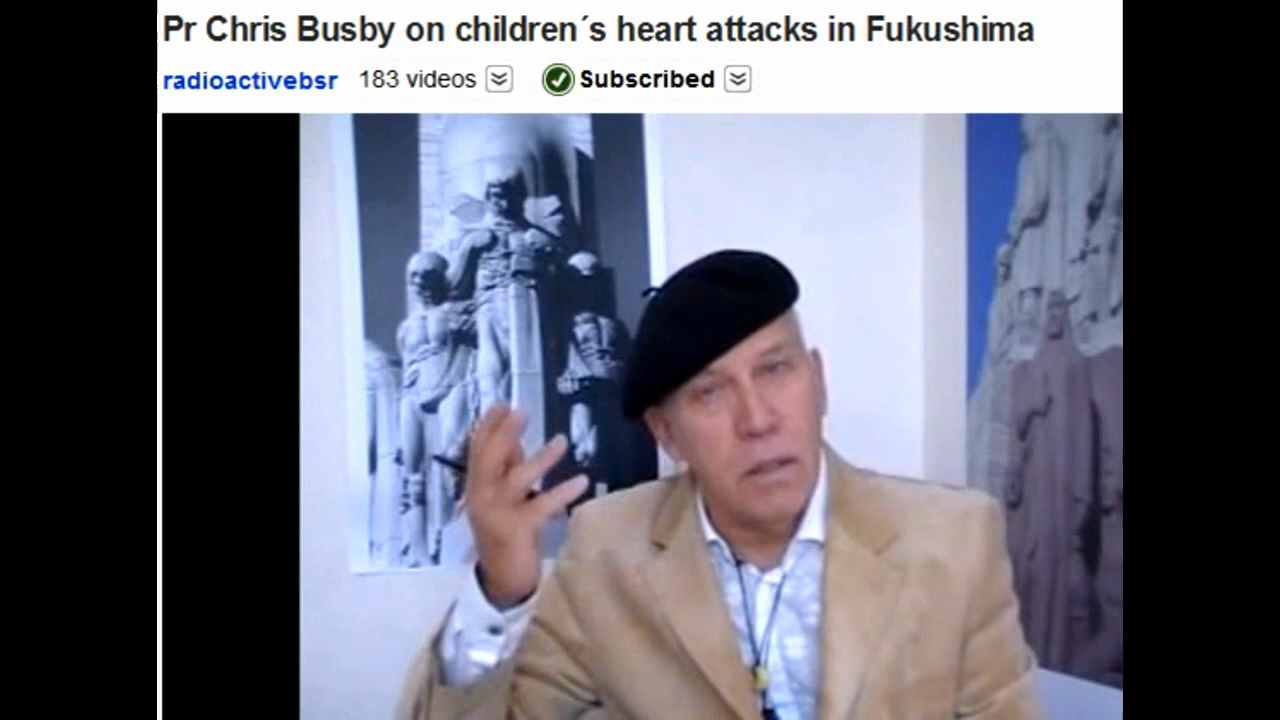 Pr Chris Busby on children´s heart attacks in Fukushima
radioactivebsr 183 videos Subscribed